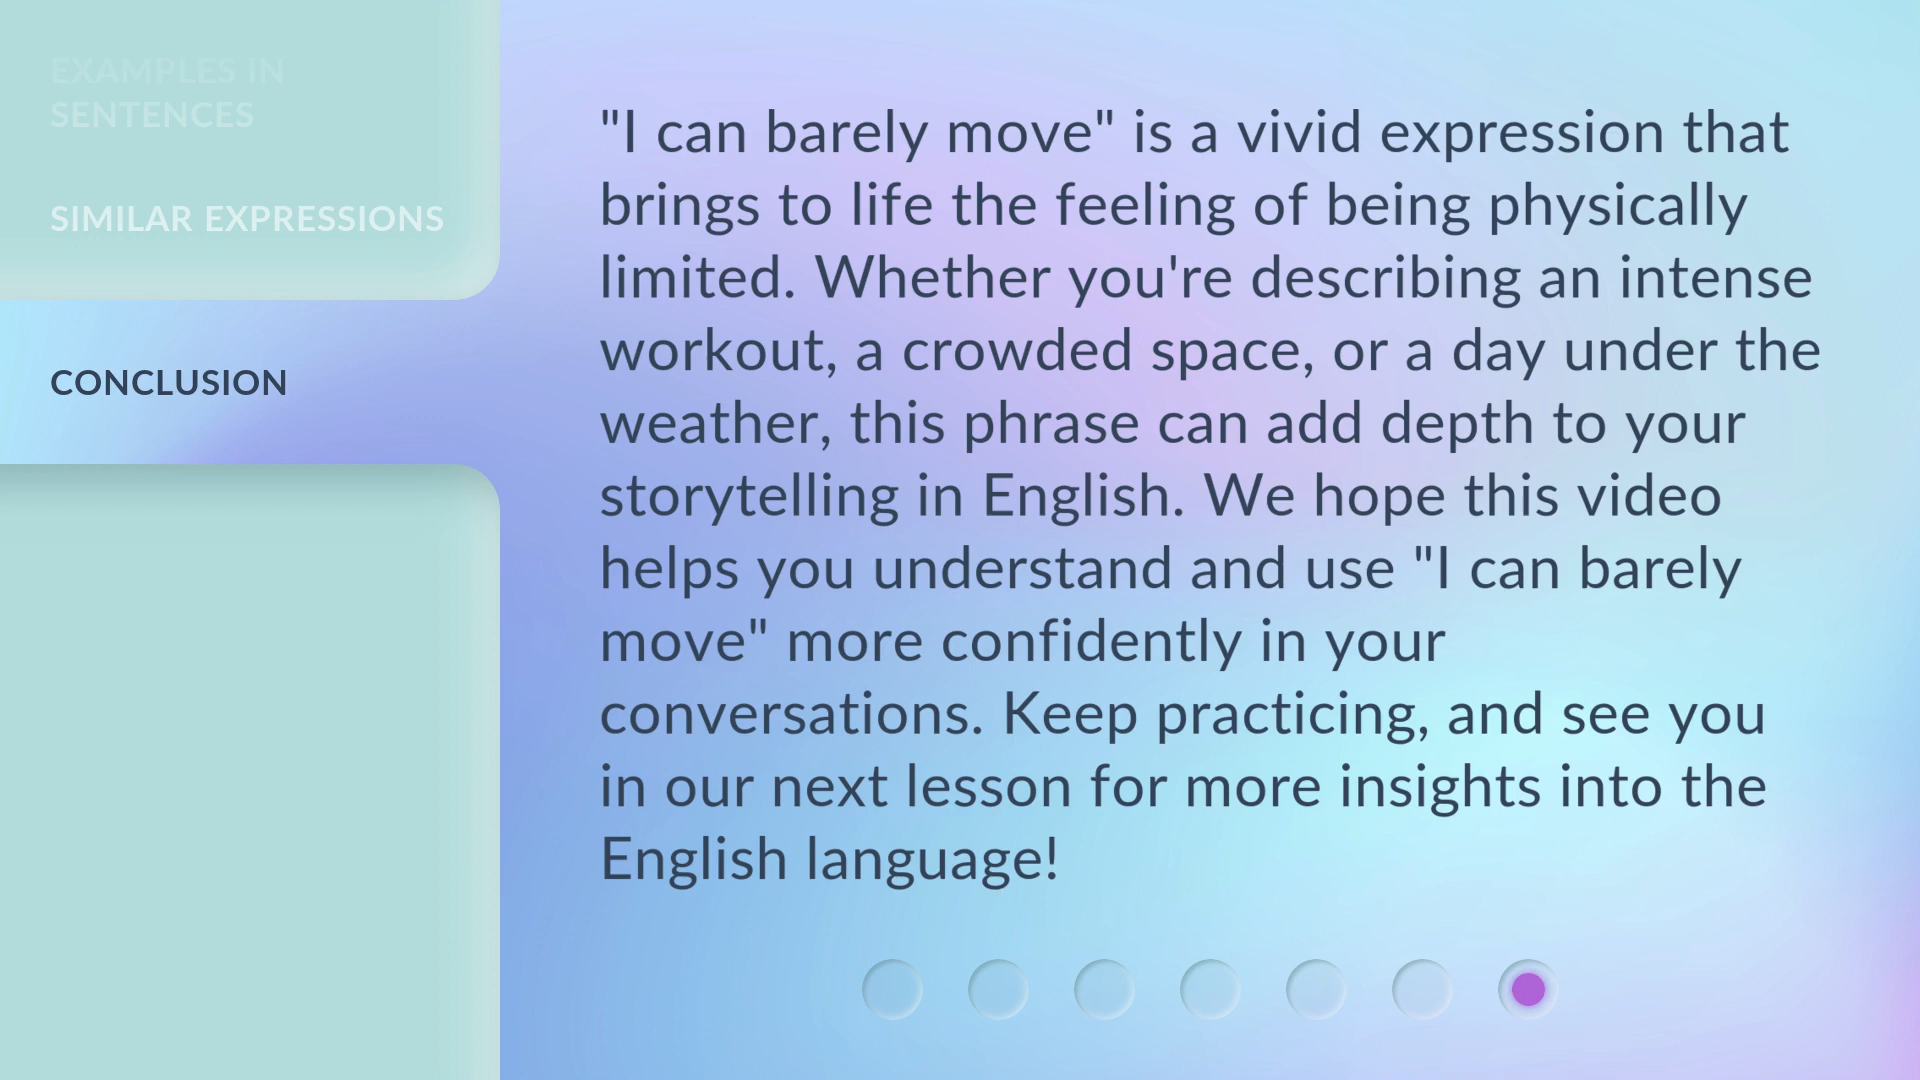 EXAMPLES IN
SENTENCES
SIMILAR EXPRESSIONS
CONCLUSION
"I can barely move" is a vivid expression that
brings to life the feeling of being physically
limited. Whether you're describing an intense
workout, a crowded space, or a day under the
weather, this phrase can add depth to your
storytelling in English. We hope this video
helps you understand and use "I can barely
move" more confidently in your
conversations. Keep practicing, and see you
in our next lesson for more insights into the
English language!